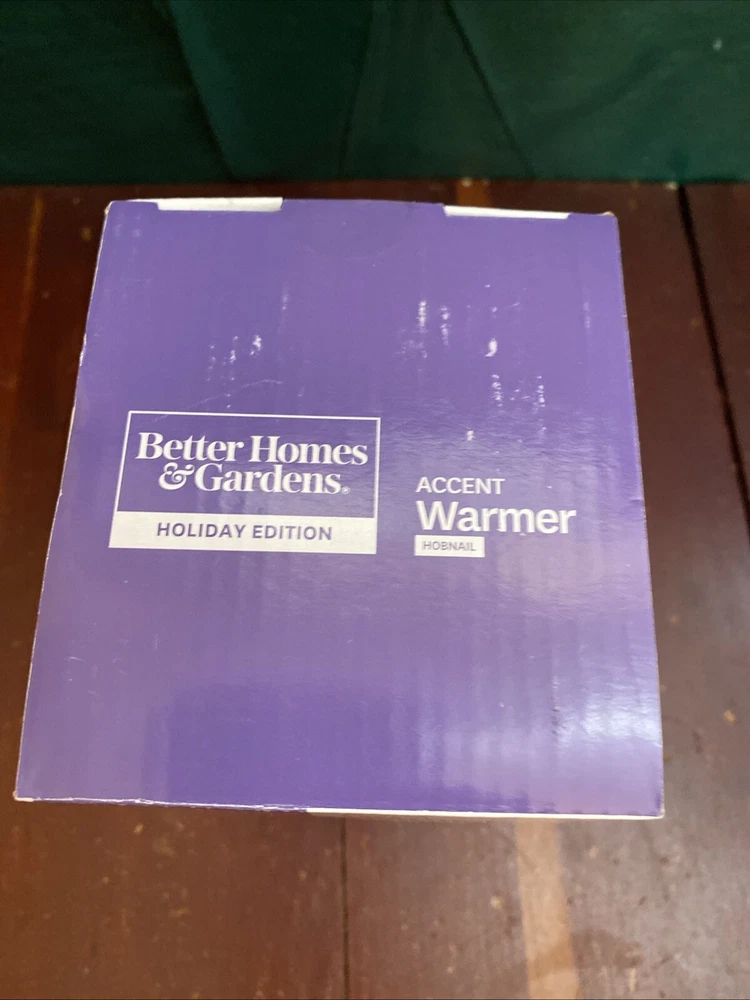 Better Homes
& Gardens®
HOLIDAY EDITION
ACCENT
Warmer
HOBNAIL